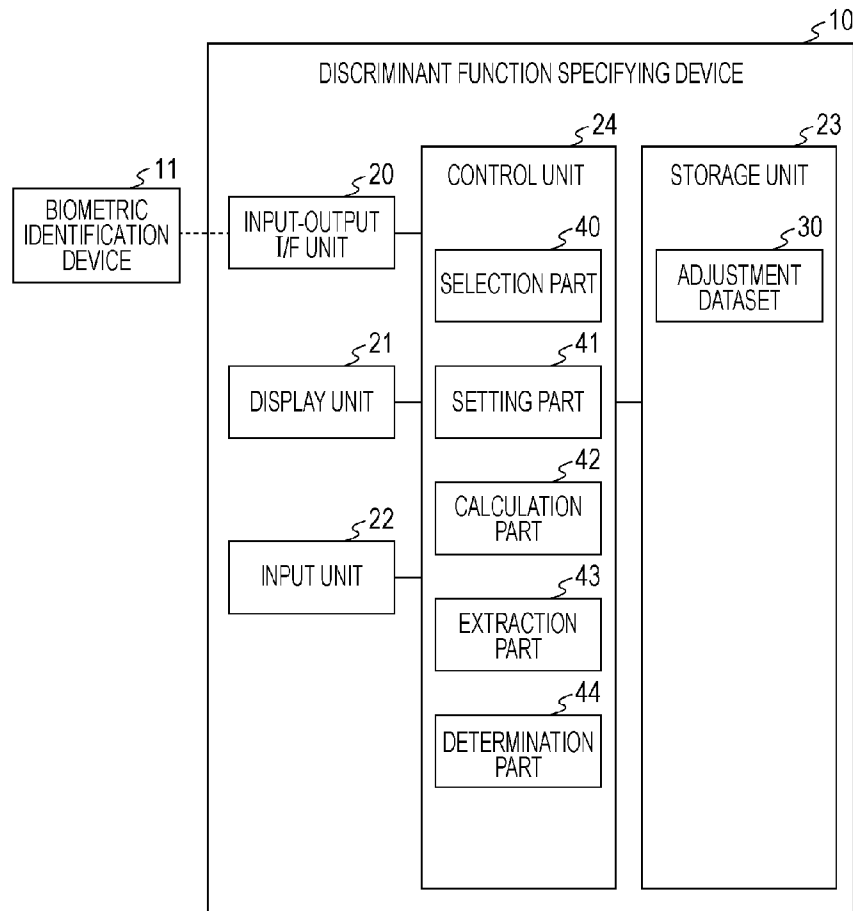 10
DISCRIMINANT FUNCTION SPECIFYING DEVICE
11
BIOMETRIC
IDENTIFICATION
DEVICE
20
INPUT-OUTPUT
I/F UNIT
21
DISPLAY UNIT
22
INPUT UNIT
24
CONTROL UNIT
40
SELECTION PART
41
SETTING PART
42
CALCULATION
PART
43
EXTRACTION
PART
44
DETERMINATION
PART
23
STORAGE UNIT
30
ADJUSTMENT
DATASET